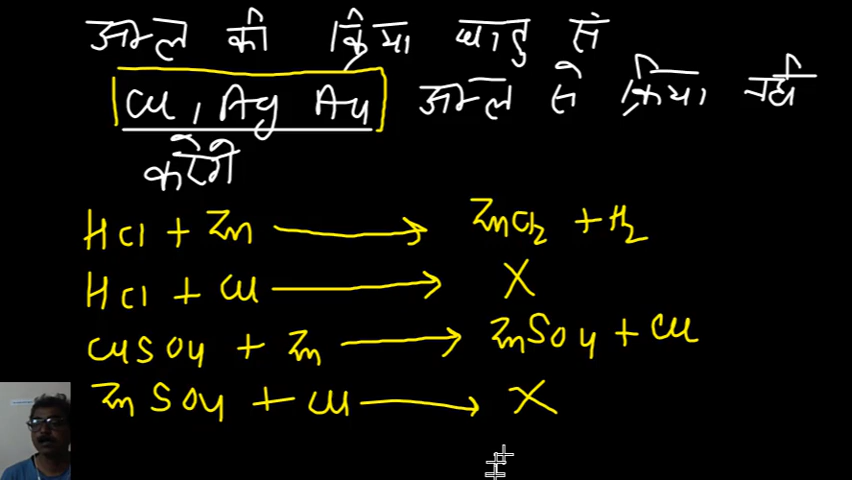 अम्ल की क्रिया धातु से
Cu, Ag Au अम्ल से क्रिया नहीं
करेंगे
HCl + Zn → ZnCl2 + H2
HCl + Cu → X
CuSO4 + Zn → ZnSO4 + Cu
ZnSO4 + Cu → X